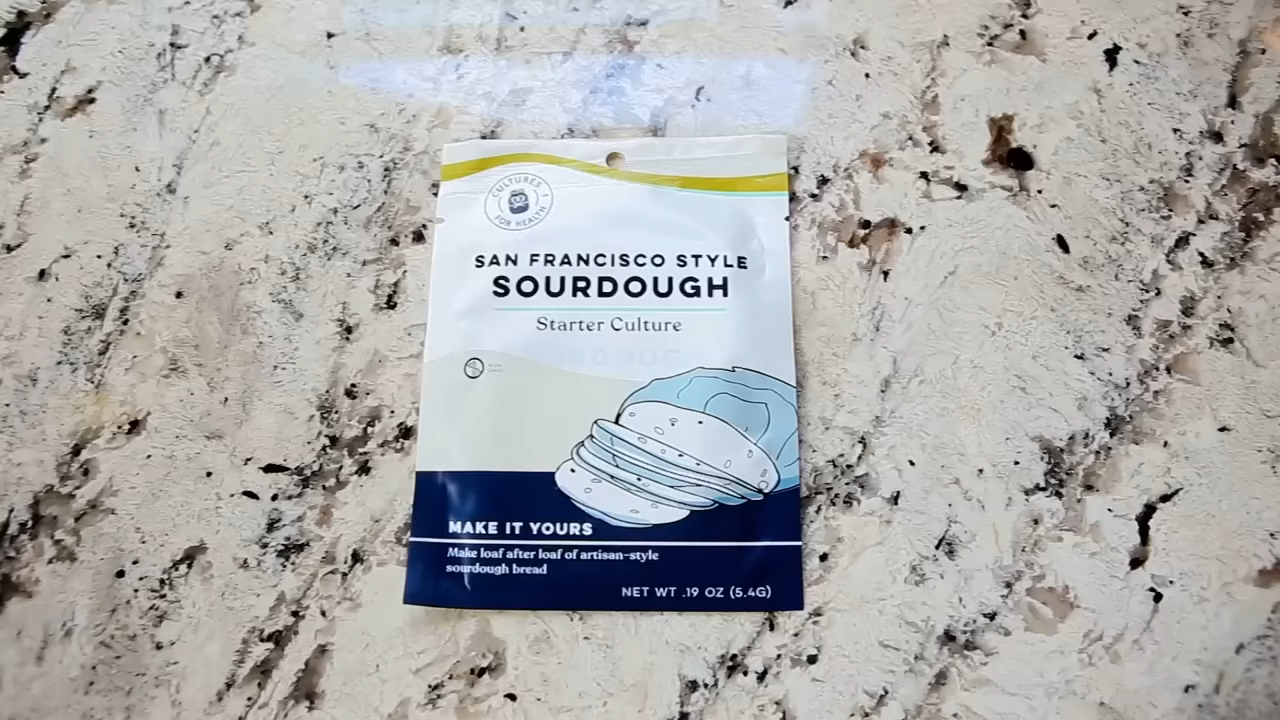 CULTURES
FOR HEALTH
SAN FRANCISCO STYLE
SOURDOUGH
Starter Culture
MAKE IT YOURS
Make loaf after loaf of artisan-style
sourdough bread
NET WT .19 OZ (5.4G)